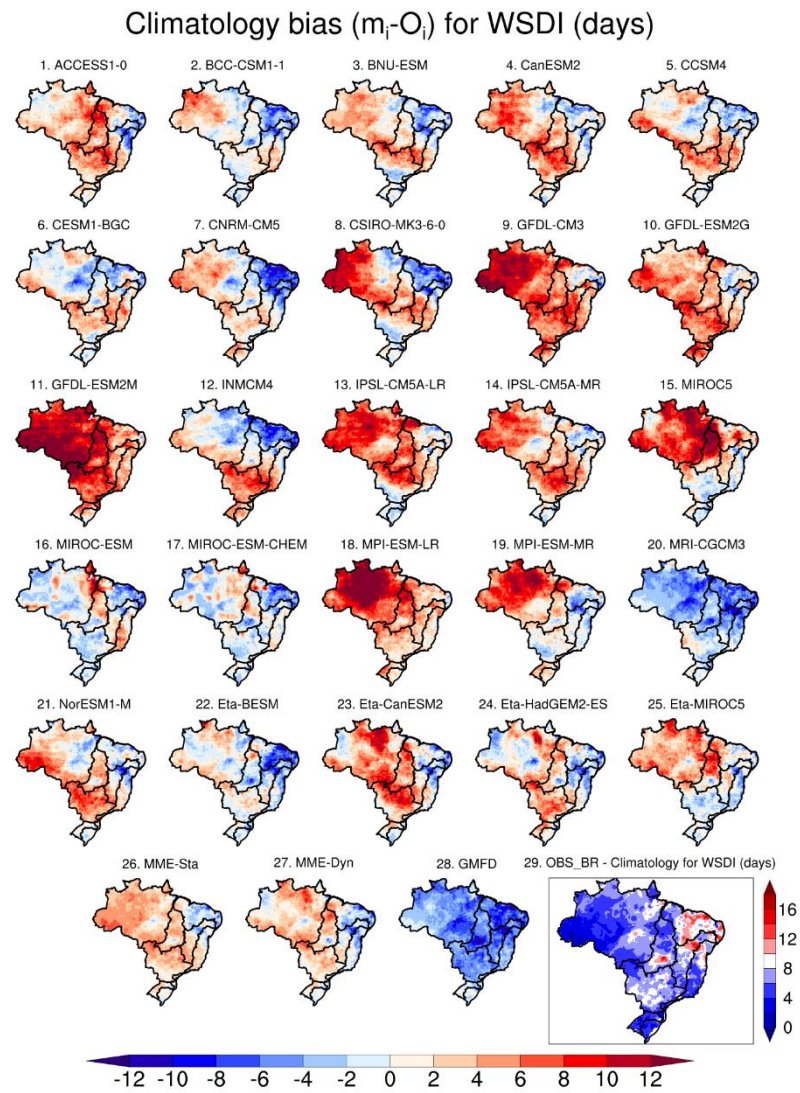 Climatology bias (mi-Oi) for WSDI (days)
1. ACCESS1-0 2. BCC-CSM1-1 3. BNU-ESM 4. CanESM2 5. CCSM4
6. CESM1-BGC 7. CNRM-CM5 8. CSIRO-MK3-6-0 9. GFDL-CM3 10. GFDL-ESM2G
11. GFDL-ESM2M 12. INMCM4 13. IPSL-CM5A-LR 14. IPSL-CM5A-MR 15. MIROC5
16. MIROC-ESM 17. MIROC-ESM-CHEM 18. MPI-ESM-LR 19. MPI-ESM-MR 20. MRI-CGCM3
21. NorESM1-M 22. Eta-BESM 23. Eta-CanESM2 24. Eta-HadGEM2-ES 25. Eta-MIROC5
26. MME-Sta 27. MME-Dyn 28. GMFD 29. OBS_BR - Climatology for WSDI (days)
16
12
8
4
0
-12 -10 -8 -6 -4 -2 0 2 4 6 8 10 12